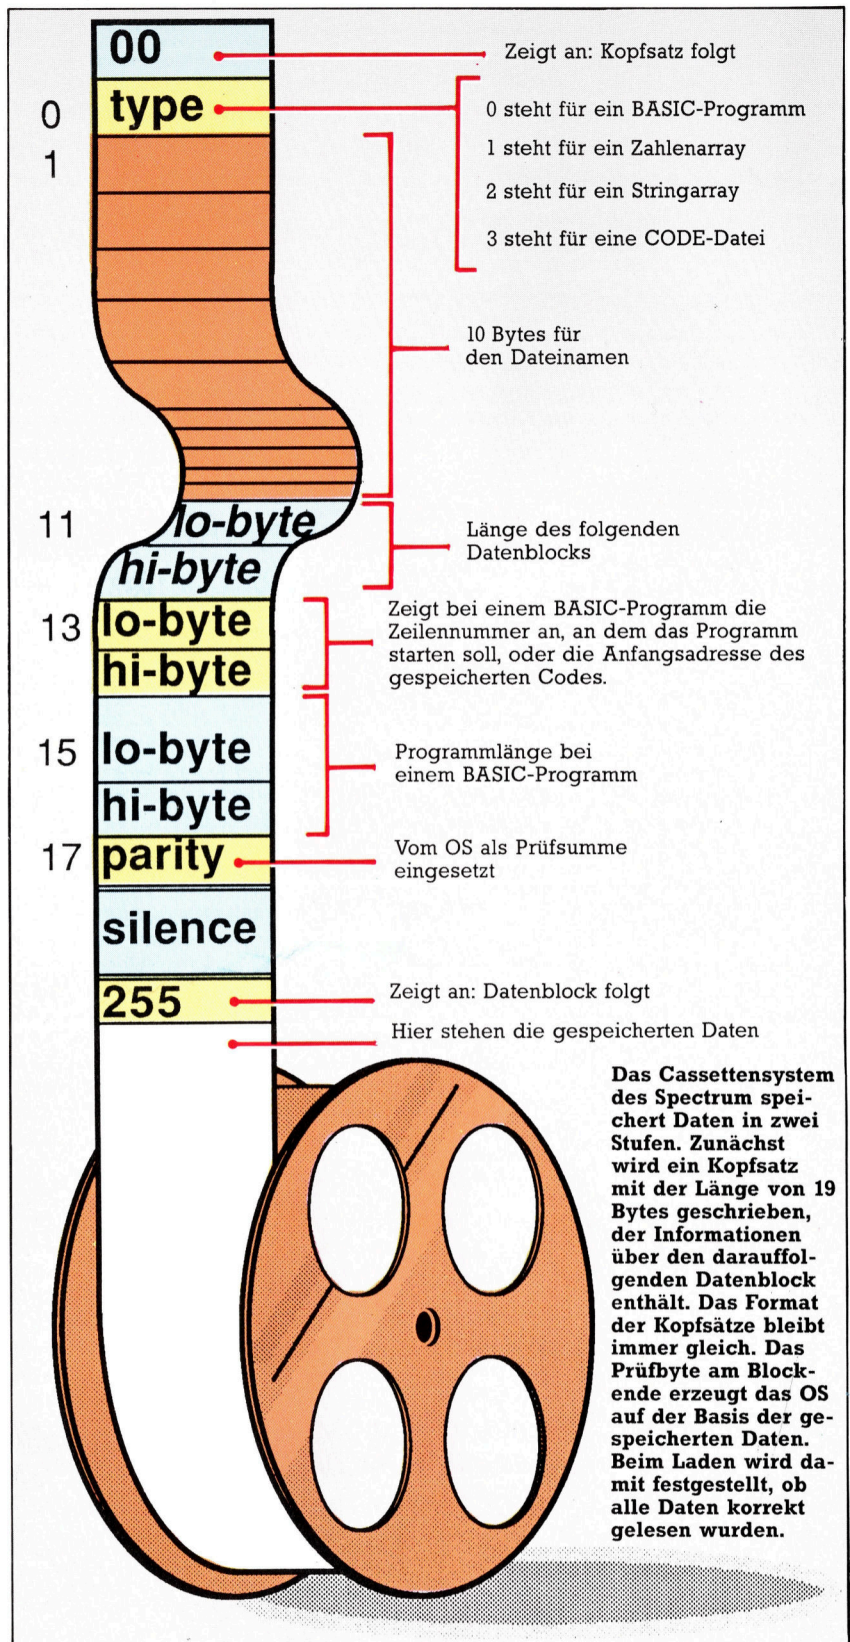 00
Zeigt an: Kopfsatz folgt
0
type
0 steht für ein BASIC-Programm
1
1 steht für ein Zahlenarray
2 steht für ein Stringarray
3 steht für eine CODE-Datei
10 Bytes für
den Dateinamen
11
lo-byte
hi-byte
Länge des folgenden
Datenblocks
13
lo-byte
hi-byte
Zeigt bei einem BASIC-Programm die
Zeilennummer an, an dem das Programm
starten soll, oder die Anfangsadresse des
gespeicherten Codes.
15
lo-byte
hi-byte
Programmlänge bei
einem BASIC-Programm
17
parity
Vom OS als Prüfsumme
eingesetzt
silence
255
Zeigt an: Datenblock folgt
Hier stehen die gespeicherten Daten
Das Cassettensystem
des Spectrum spei-
chert Daten in zwei
Stufen. Zunächst
wird ein Kopfsatz
mit der Länge von 19
Bytes geschrieben,
der Informationen
über den darauffol-
genden Datenblock
enthält. Das Format
der Kopfsätze bleibt
immer gleich. Das
Prüfbyte am Block-
ende erzeugt das OS
auf der Basis der ge-
speicherten Daten.
Beim Laden wird da-
mit festgestellt, ob
alle Daten korrekt
gelesen wurden.